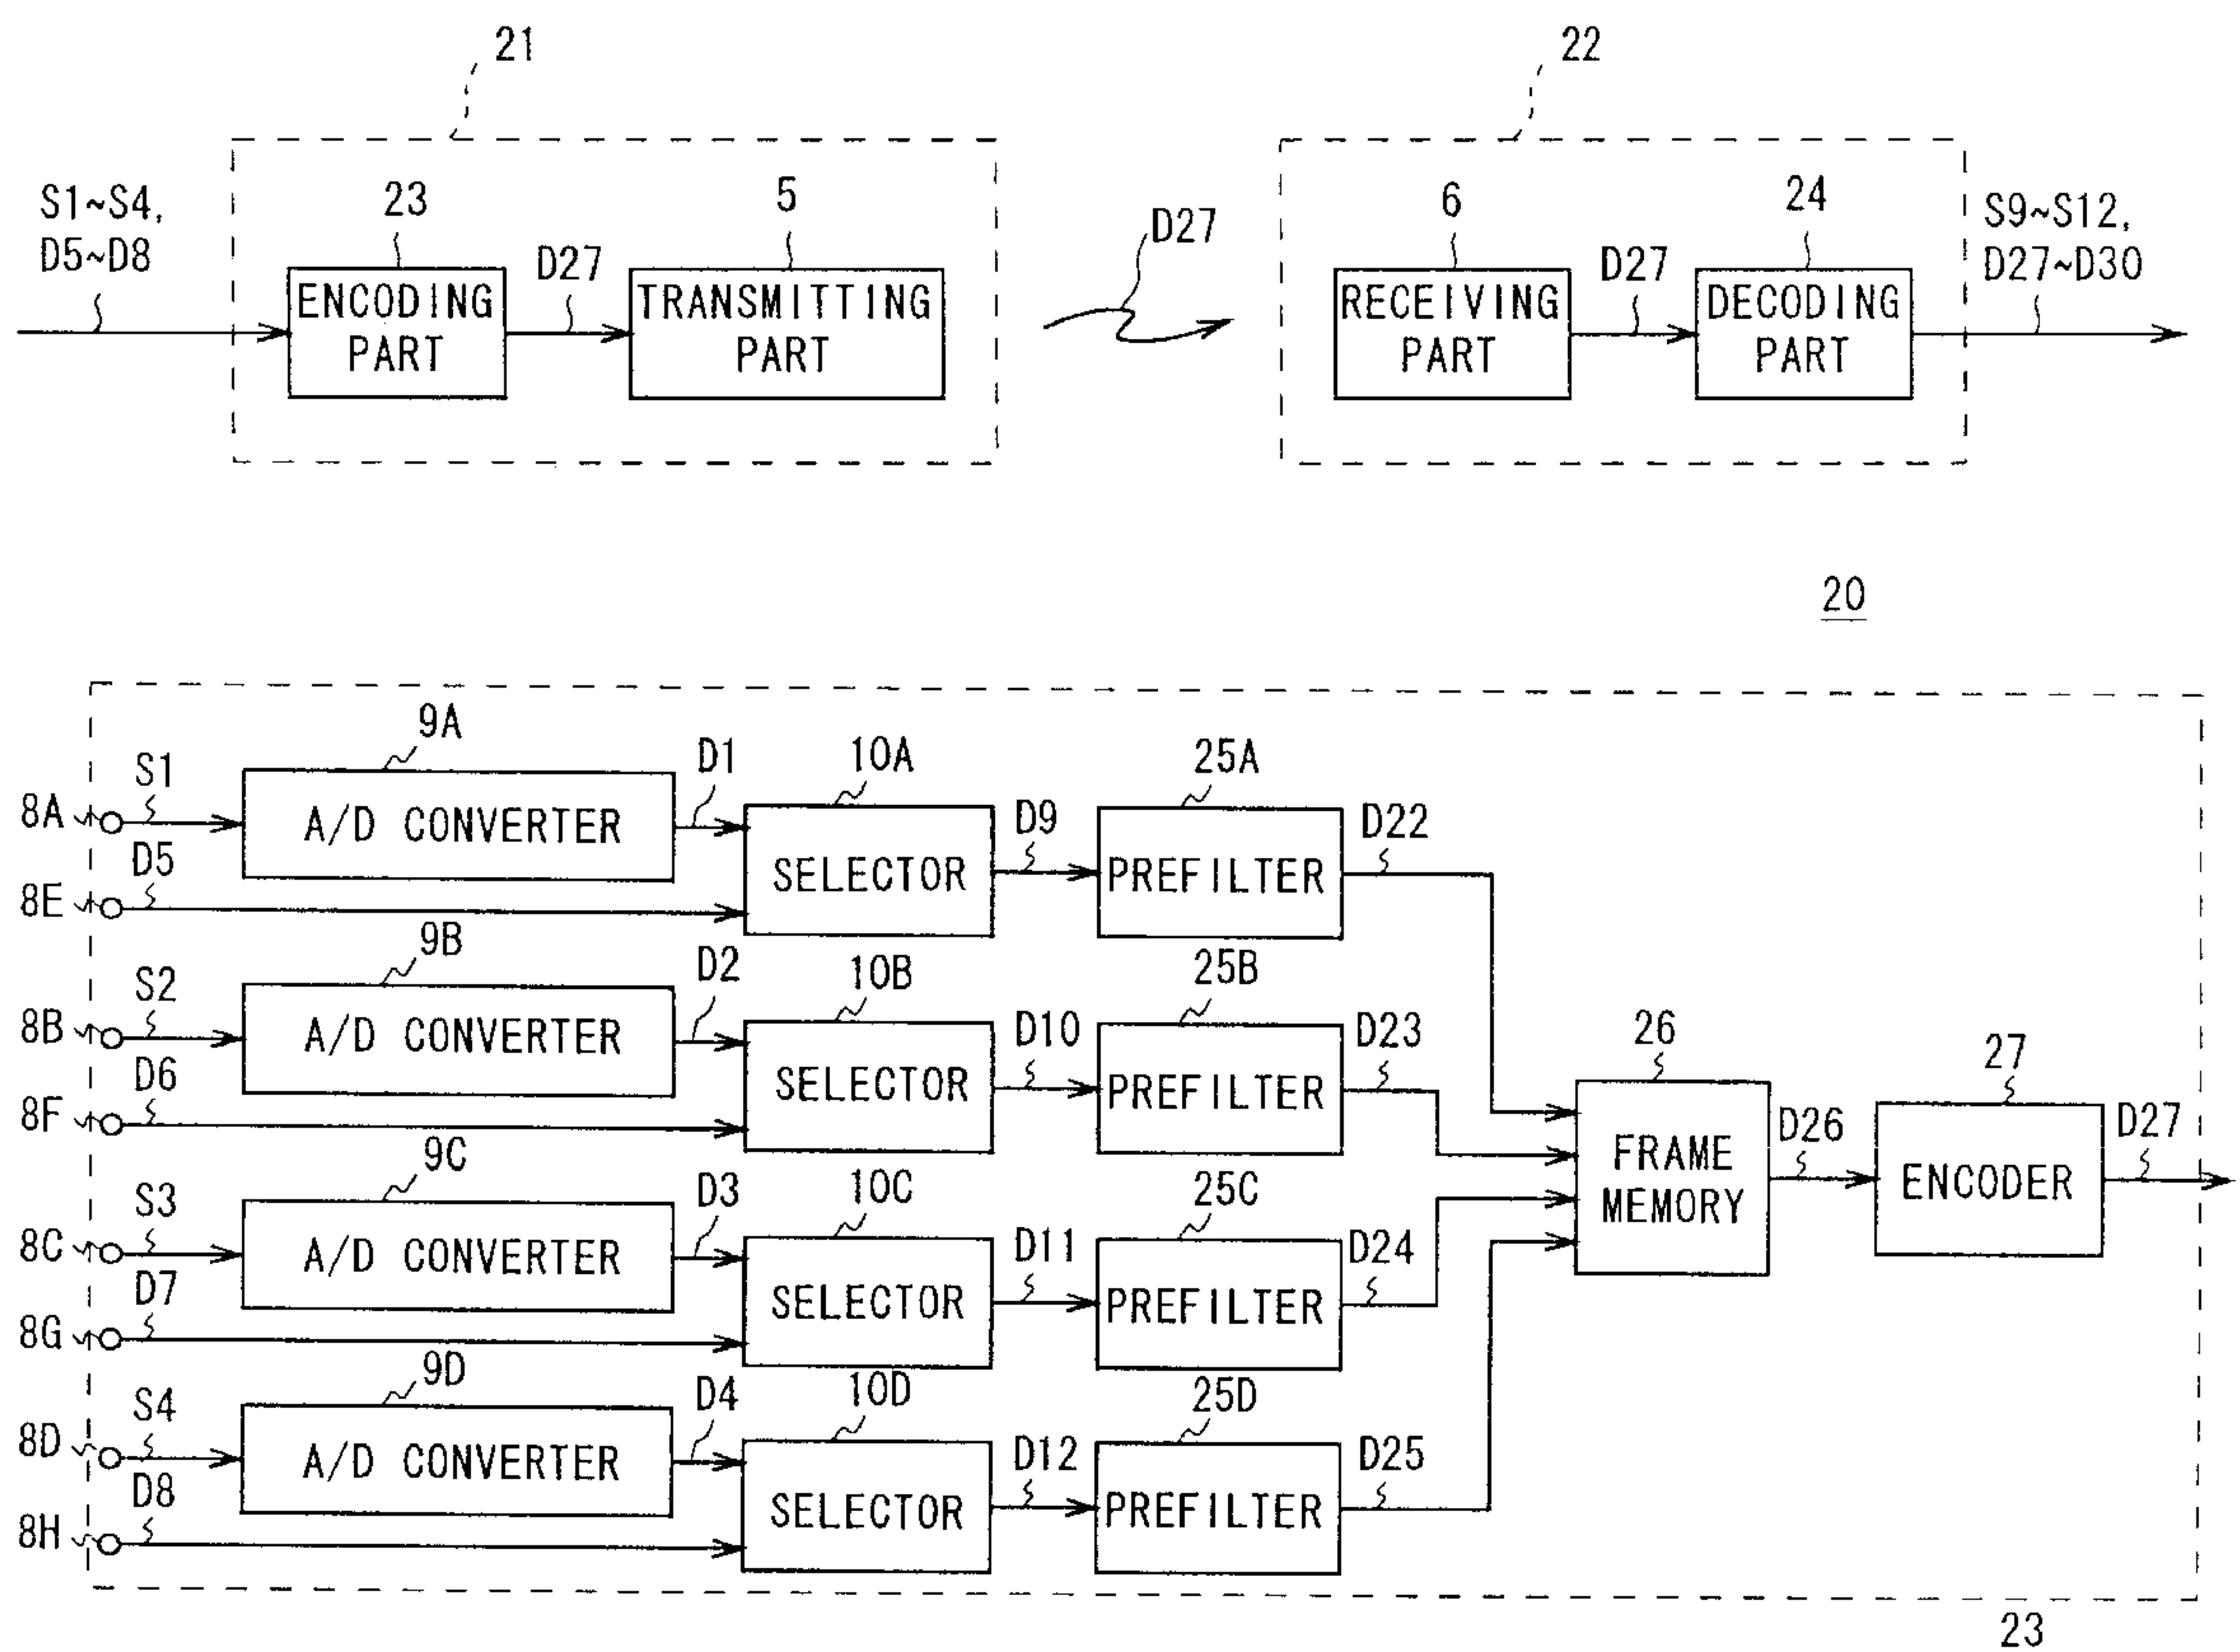 21
22
S1~S4,
D5~D8
23
D27
5
D27
6
D27
24
S9~S12,
D27~D30
ENCODING
PART
TRANSMITTING
PART
RECEIVING
PART
DECODING
PART
20
9A
8A
S1
A/D CONVERTER
D1
10A
25A
8E
D5
SELECTOR
D9
PREFILTER
D22
9B
8B
S2
A/D CONVERTER
D2
10B
25B
8F
D6
SELECTOR
D10
PREFILTER
D23
26
27
FRAME
MEMORY
D26
ENCODER
D27
9C
8C
S3
A/D CONVERTER
D3
10C
25C
8G
D7
SELECTOR
D11
PREFILTER
D24
9D
8D
S4
A/D CONVERTER
D4
10D
25D
8H
D8
SELECTOR
D12
PREFILTER
D25
23